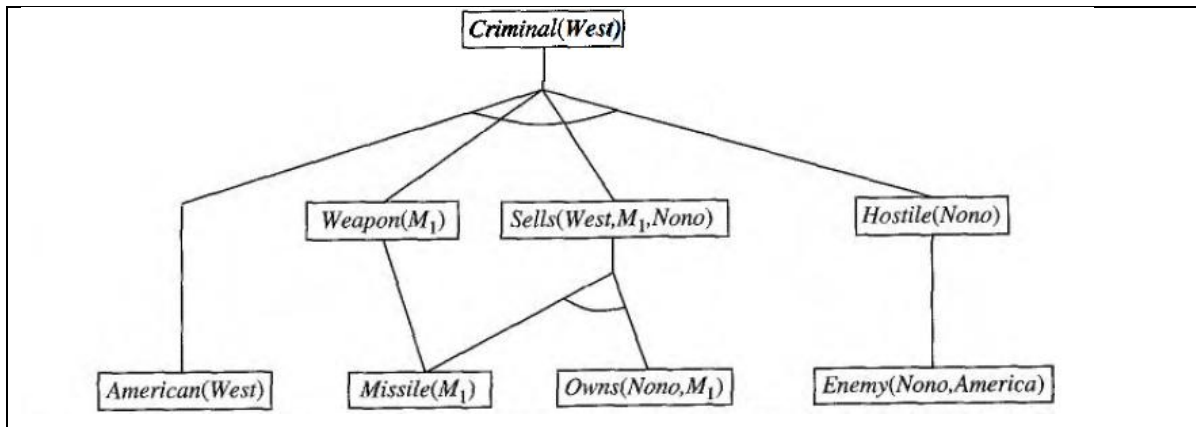 Criminal(West)
Weapon(M₁)
Sells(West,M₁,Nono)
Hostile(Nono)
American(West)
Missile(M₁)
Owns(Nono,M₁)
Enemy(Nono,America)